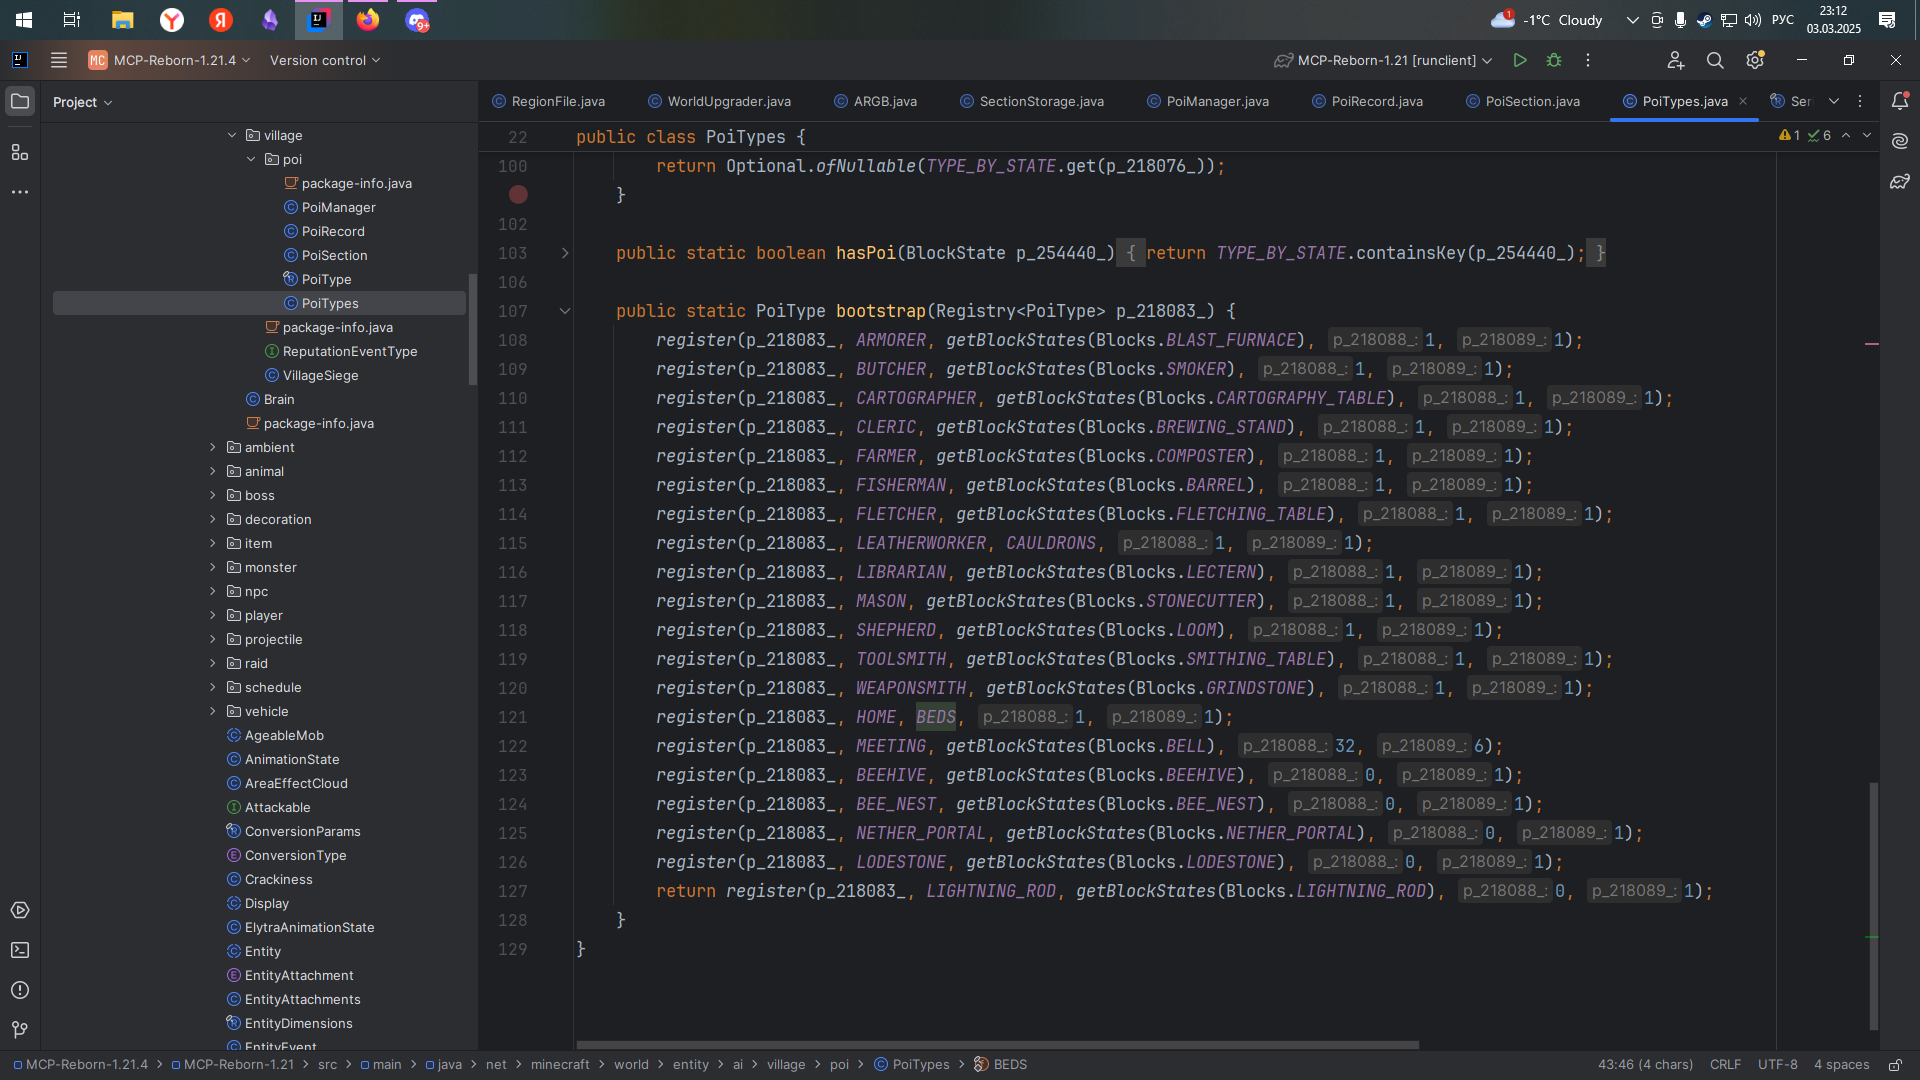 -1°C Cloudy
РУС
23:12
03.03.2025
MC MCP-Reborn-1.21.4
Version control
MCP-Reborn-1.21 [runclient]
Project
RegionFile.java
WorldUpgrader.java
ARGB.java
SectionStorage.java
PoiManager.java
PoiRecord.java
PoiSection.java
PoiTypes.java
Ser
village
poi
package-info.java
PoiManager
PoiRecord
PoiSection
PoiType
PoiTypes
package-info.java
ReputationEventType
VillageSiege
Brain
package-info.java
ambient
animal
boss
decoration
item
monster
npc
player
projectile
raid
schedule
vehicle
AgeableMob
AnimationState
AreaEffectCloud
Attackable
ConversionParams
ConversionType
Crackiness
Display
ElytraAnimationState
Entity
EntityAttachment
EntityAttachments
EntityDimensions
EntityEvent
22 public class PoiTypes {
1 6
100 return Optional.ofNullable(TYPE_BY_STATE.get(p_218076_));
}
102
103 public static boolean hasPoi(BlockState p_254440_) { return TYPE_BY_STATE.containsKey(p_254440_); }
106
107 public static PoiType bootstrap(Registry<PoiType> p_218083_) {
108 register(p_218083_, ARMORER, getBlockStates(Blocks.BLAST_FURNACE), p_218088_: 1, p_218089_: 1);
109 register(p_218083_, BUTCHER, getBlockStates(Blocks.SMOKER), p_218088_: 1, p_218089_: 1);
110 register(p_218083_, CARTOGRAPHER, getBlockStates(Blocks.CARTOGRAPHY_TABLE), p_218088_: 1, p_218089_: 1);
111 register(p_218083_, CLERIC, getBlockStates(Blocks.BREWING_STAND), p_218088_: 1, p_218089_: 1);
112 register(p_218083_, FARMER, getBlockStates(Blocks.COMPOSTER), p_218088_: 1, p_218089_: 1);
113 register(p_218083_, FISHERMAN, getBlockStates(Blocks.BARREL), p_218088_: 1, p_218089_: 1);
114 register(p_218083_, FLETCHER, getBlockStates(Blocks.FLETCHING_TABLE), p_218088_: 1, p_218089_: 1);
115 register(p_218083_, LEATHERWORKER, CAULDRONS, p_218088_: 1, p_218089_: 1);
116 register(p_218083_, LIBRARIAN, getBlockStates(Blocks.LECTERN), p_218088_: 1, p_218089_: 1);
117 register(p_218083_, MASON, getBlockStates(Blocks.STONECUTTER), p_218088_: 1, p_218089_: 1);
118 register(p_218083_, SHEPHERD, getBlockStates(Blocks.LOOM), p_218088_: 1, p_218089_: 1);
119 register(p_218083_, TOOLSMITH, getBlockStates(Blocks.SMITHING_TABLE), p_218088_: 1, p_218089_: 1);
120 register(p_218083_, WEAPONSMITH, getBlockStates(Blocks.GRINDSTONE), p_218088_: 1, p_218089_: 1);
121 register(p_218083_, HOME, BEDS, p_218088_: 1, p_218089_: 1);
122 register(p_218083_, MEETING, getBlockStates(Blocks.BELL), p_218088_: 32, p_218089_: 6);
123 register(p_218083_, BEEHIVE, getBlockStates(Blocks.BEEHIVE), p_218088_: 0, p_218089_: 1);
124 register(p_218083_, BEE_NEST, getBlockStates(Blocks.BEE_NEST), p_218088_: 0, p_218089_: 1);
125 register(p_218083_, NETHER_PORTAL, getBlockStates(Blocks.NETHER_PORTAL), p_218088_: 0, p_218089_: 1);
126 register(p_218083_, LODESTONE, getBlockStates(Blocks.LODESTONE), p_218088_: 0, p_218089_: 1);
127 return register(p_218083_, LIGHTNING_ROD, getBlockStates(Blocks.LIGHTNING_ROD), p_218088_: 0, p_218089_: 1);
128 }
129 }
MCP-Reborn-1.21.4 > MCP-Reborn-1.21 > src > main > java > net > minecraft > world > entity > ai > village > poi > PoiTypes > BEDS
43:46 (4 chars) CRLF UTF-8 4 spaces